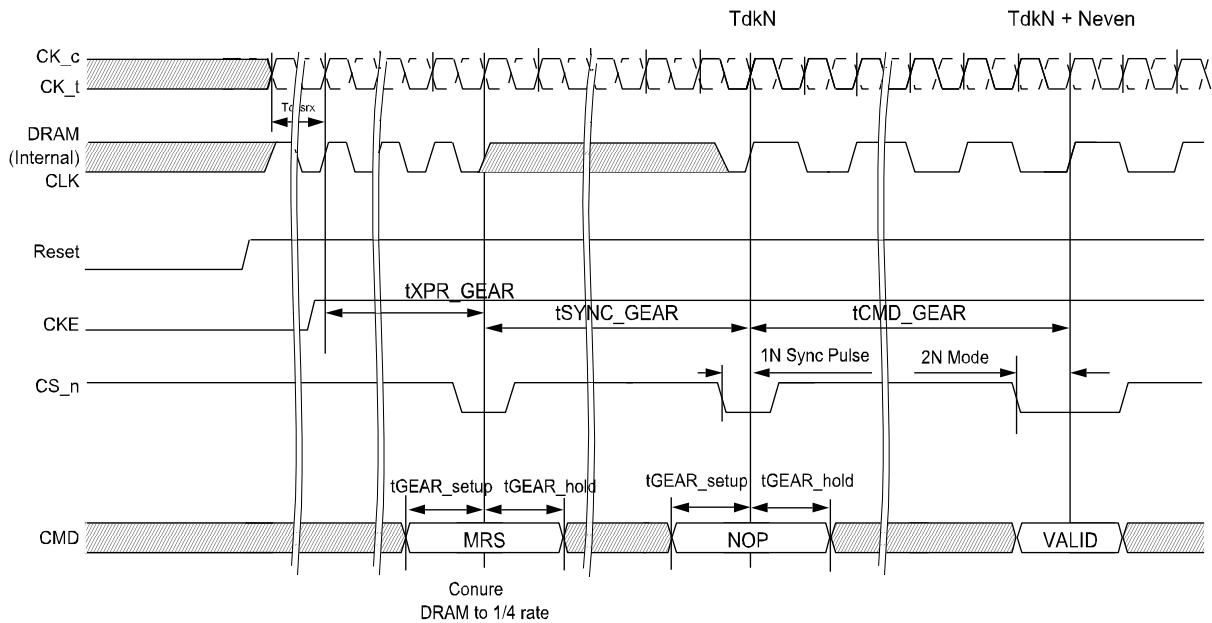 TdkN TdkN + Neven
CK_c
CK_t
DRAM
(Internal)
CLK
Reset
tXPR_GEAR
CKE
tSYNC_GEAR tCMD_GEAR
1N Sync Pulse 2N Mode
CS_n
tGEAR_setup tGEAR_hold tGEAR_setup tGEAR_hold
CMD MRS NOP VALID
Conure
DRAM to 1/4 rate